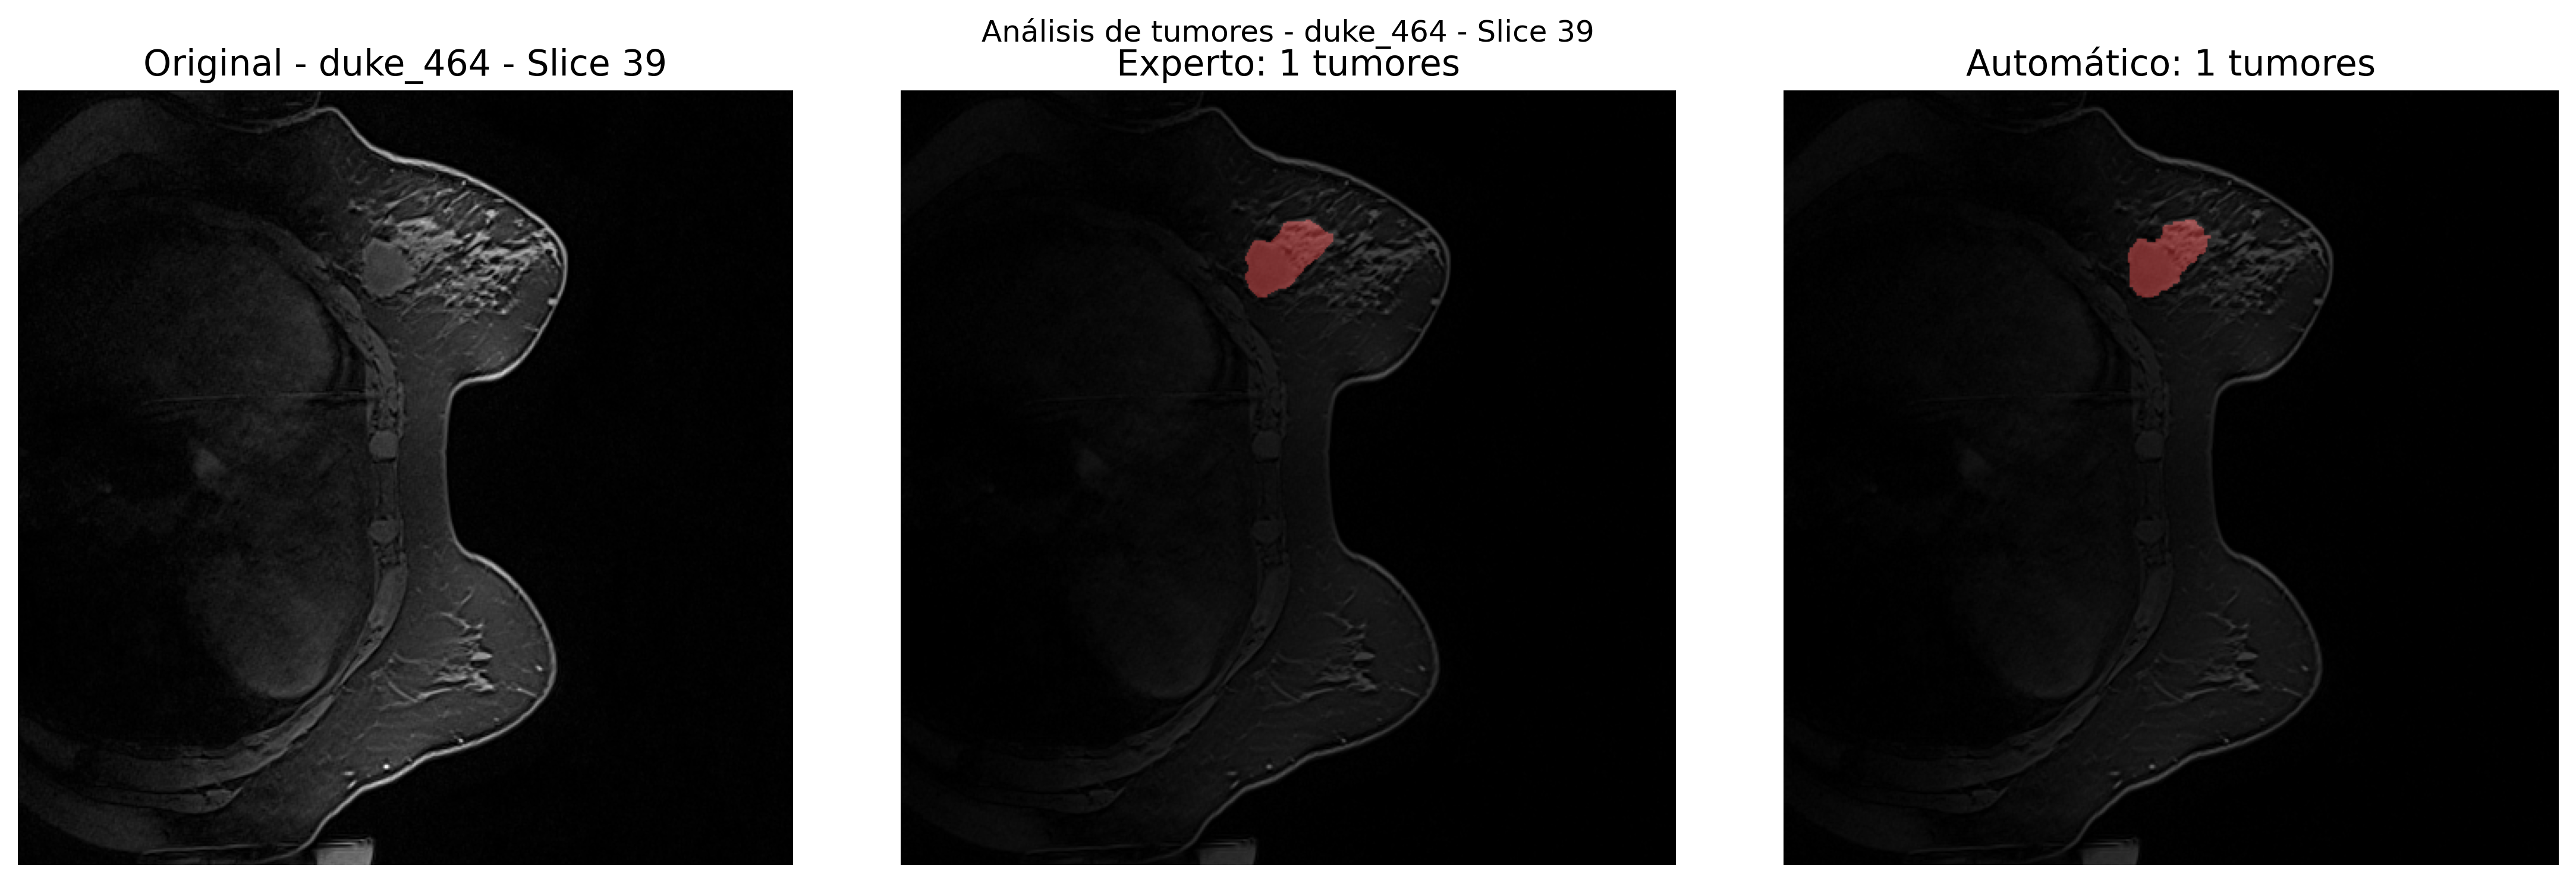 Análisis de tumores - duke_464 - Slice 39
Original - duke_464 - Slice 39
Experto: 1 tumores
Automático: 1 tumores